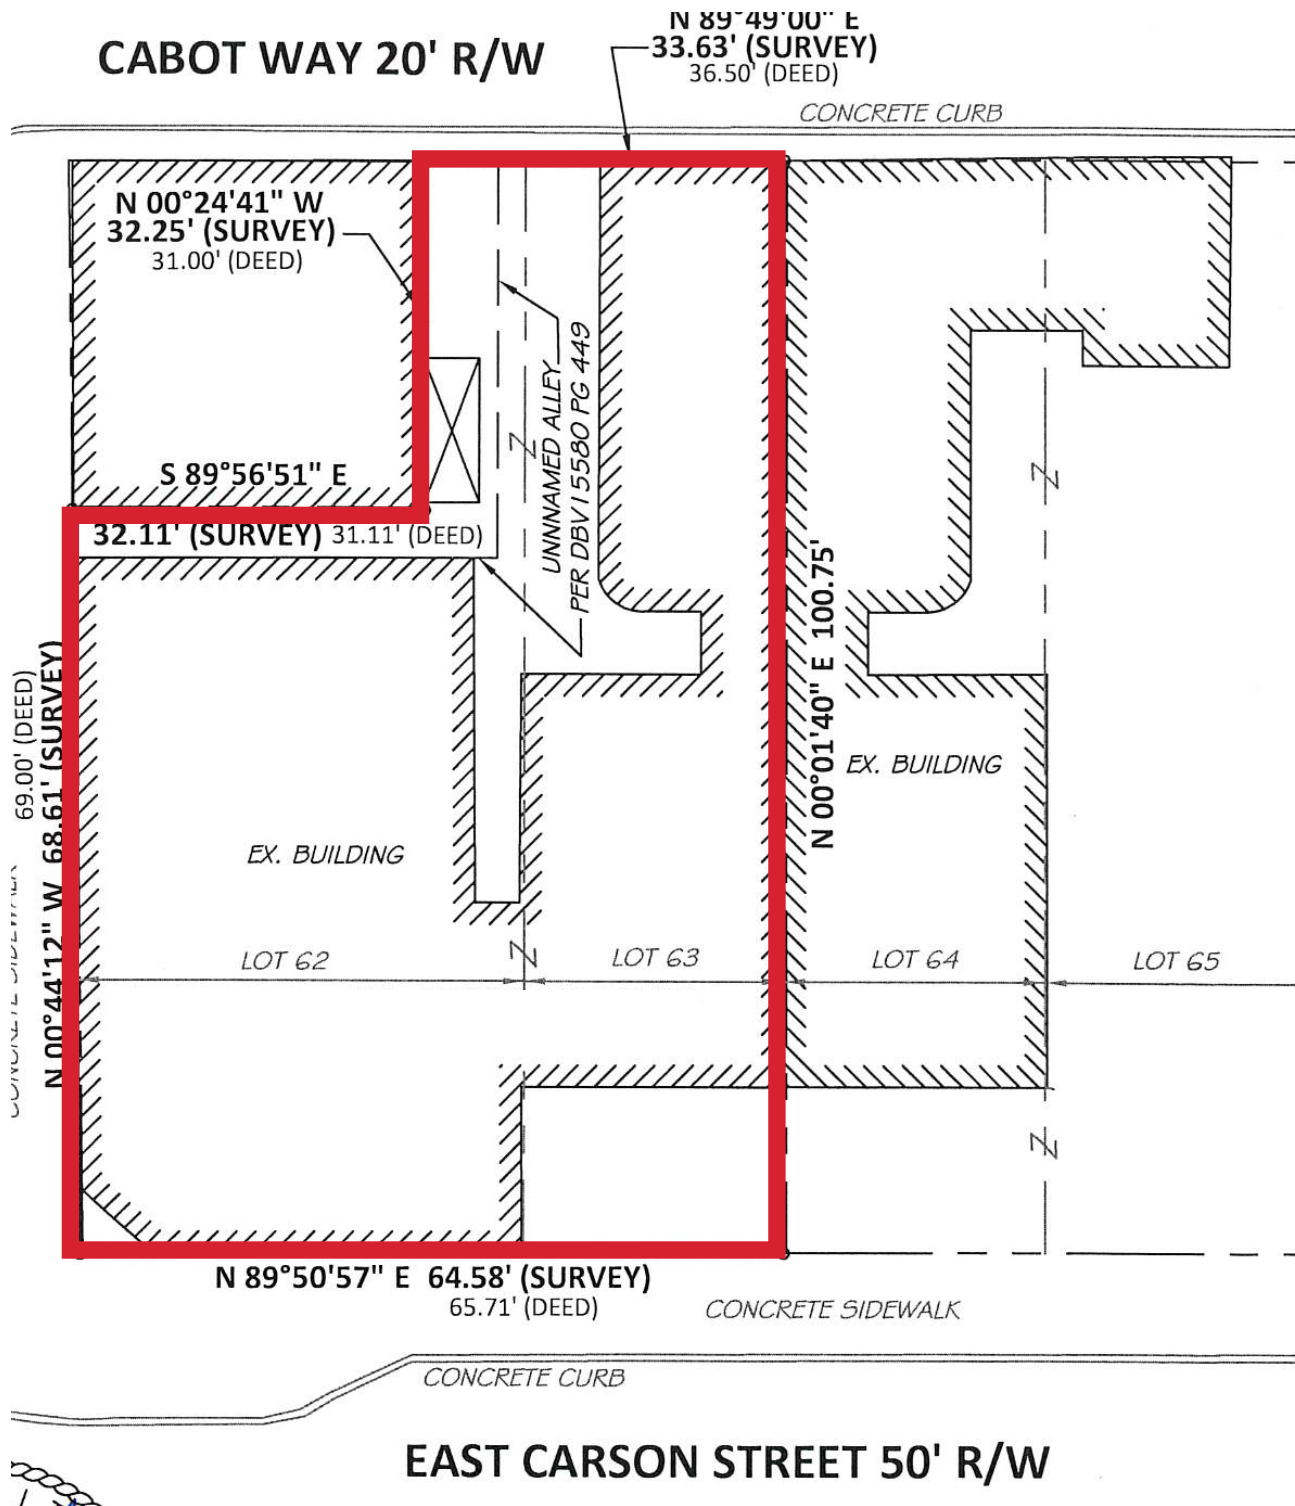 N 89°49'00" E
CABOT WAY 20' R/W
33.63' (SURVEY)
36.50' (DEED)
CONCRETE CURB
N 00°24'41" W
32.25' (SURVEY)
31.00' (DEED)
UNNNAMED ALLEY
PER DBV15580 PG 449
Z
Z
S 89°56'51" E
32.11' (SURVEY) 31.11' (DEED)
N 00°01'40" E 100.75'
69.00' (DEED)
N 00°44'12" W 68.61' (SURVEY)
CONCRETE SIDEWALK
EX. BUILDING
EX. BUILDING
Z
LOT 62
LOT 63
LOT 64
LOT 65
Z
N 89°50'57" E 64.58' (SURVEY)
65.71' (DEED)
CONCRETE SIDEWALK
CONCRETE CURB
EAST CARSON STREET 50' R/W